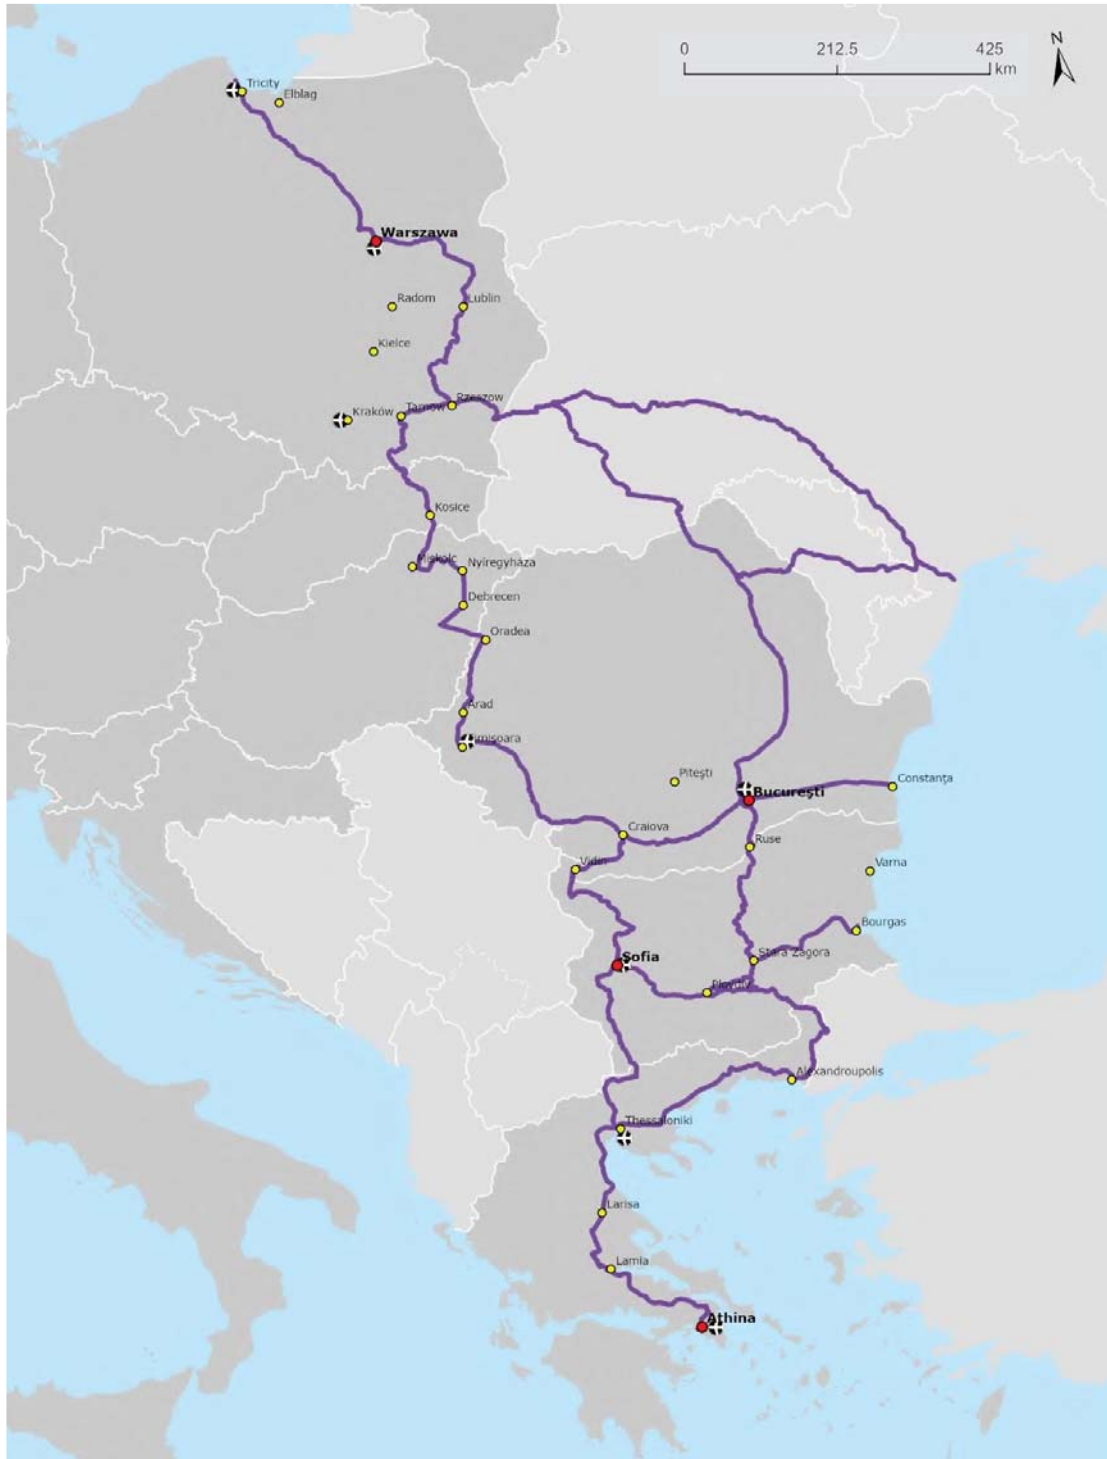 N
0 212.5 425
km
Tricity
Elblag
Warszawa
Radom
Lublin
Kielce
Rzeszow
Kraków
Tarnow
Kosice
Miskolc
Nyíregyháza
Debrecen
Oradea
Arad
Timisoara
Piteşti
Constanţa
Bucureşti
Craiova
Ruse
Vidin
Varna
Bourgas
Stara Zagora
Sofia
Plovdiv
Alexandroupolis
Thessaloniki
Larisa
Lamia
Athina